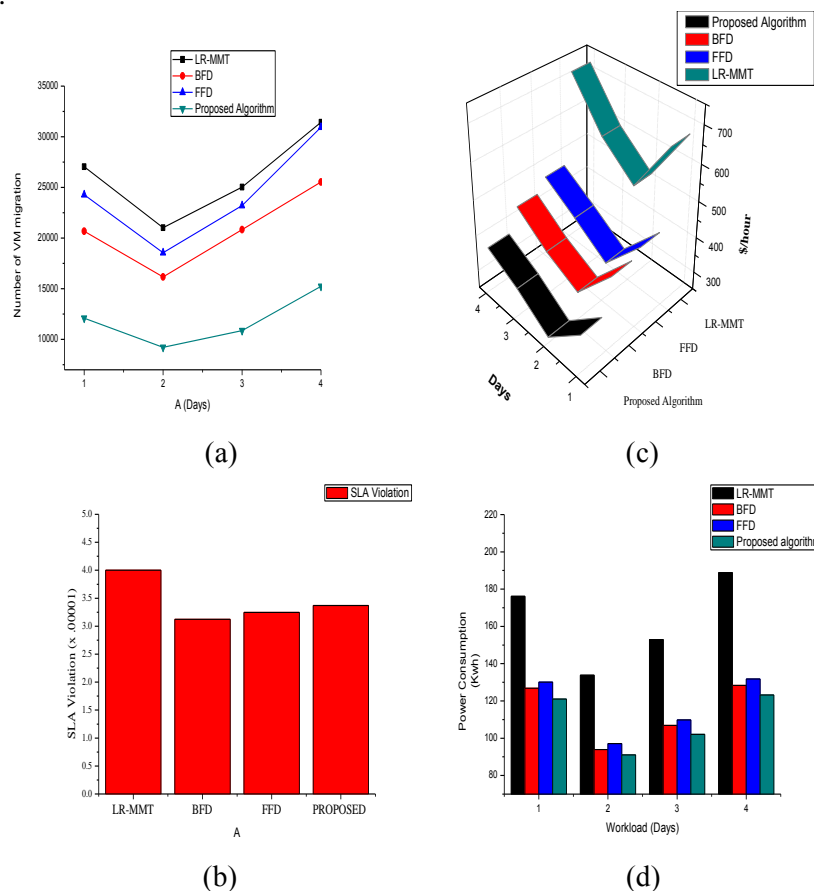 .
LR-MMT
BFD
FFD
Proposed Algorithm
35000
30000
25000
20000
15000
10000
Number of VM migration
1
2
3
4
A (Days)
(a)
Proposed Algorithm
BFD
FFD
LR-MMT
700
600
500
400
300
$/hour
4
3
2
1
Days
LR-MMT
FFD
BFD
Proposed Algorithm
(c)
SLA Violation
5.0
4.5
4.0
3.5
3.0
2.5
2.0
1.5
1.0
0.5
0.0
SLA Violation (x .00001)
LR-MMT
BFD
FFD
PROPOSED
A
(b)
LR-MMT
BFD
FFD
Proposed algorithm
220
200
180
160
140
120
100
80
Power Consumption
(Kwh)
1
2
3
4
Workload (Days)
(d)